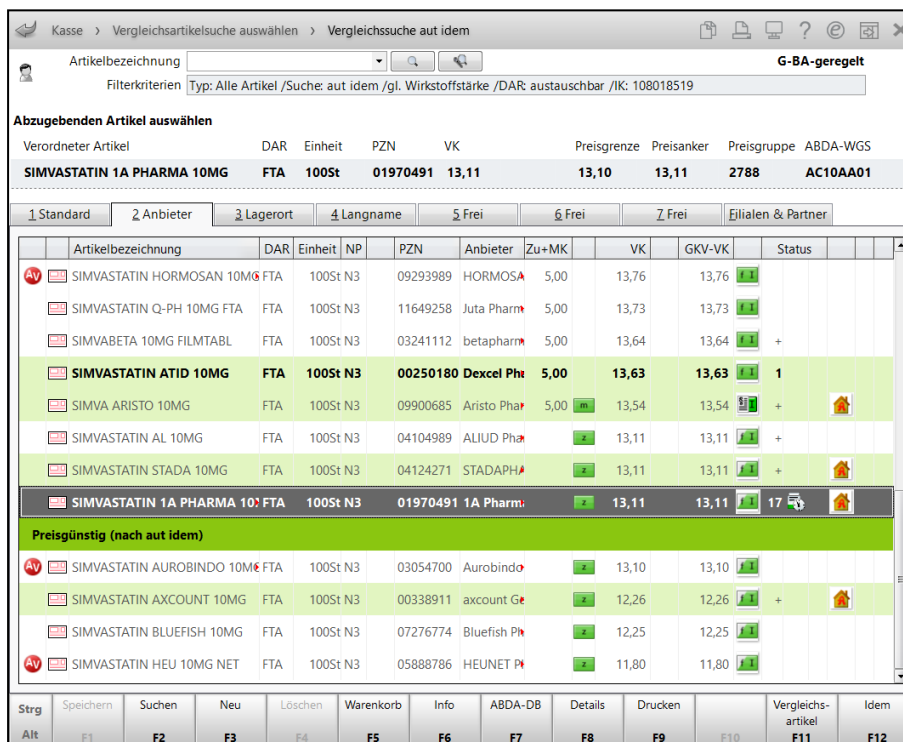 Kasse > Vergleichsartikelsuche auswählen > Vergleichssuche aut idem
Artikelbezeichnung G-BA-geregelt
Filterkriterien Typ: Alle Artikel /Suche: aut idem /gl. Wirkstoffstärke /DAR: austauschbar /IK: 108018519
Abzugebenden Artikel auswählen
Verordneter Artikel DAR Einheit PZN VK Preisgrenze Preisanker Preisgruppe ABDA-WGS
SIMVASTATIN 1A PHARMA 10MG FTA 100St 01970491 13,11 13,10 13,11 2788 AC10AA01
1 Standard 2 Anbieter 3 Lagerort 4 Langname 5 Frei 6 Frei 7 Frei Filialen & Partner
Artikelbezeichnung DAR Einheit NP PZN Anbieter Zu+MK VK GKV-VK Status
AV SIMVASTATIN HORMOSAN 10MG FTA 100St N3 09293989 HORMOSA 5,00 13,76 13,76
SIMVASTATIN Q-PH 10MG FTA FTA 100St N3 11649258 Juta Pharm 5,00 13,73 13,73
SIMVABETA 10MG FILMTABL FTA 100St N3 03241112 betapharm 5,00 13,64 13,64 +
SIMVASTATIN ATID 10MG FTA 100St N3 00250180 Dexcel Pha 5,00 13,63 13,63 1
SIMVA ARISTO 10MG FTA 100St N3 09900685 Aristo Phar 5,00 m 13,54 13,54 +
SIMVASTATIN AL 10MG FTA 100St N3 04104989 ALIUD Pha z 13,11 13,11 +
SIMVASTATIN STADA 10MG FTA 100St N3 04124271 STADAPHA z 13,11 13,11 +
SIMVASTATIN 1A PHARMA 10 FTA 100St N3 01970491 1A Pharm z 13,11 13,11 17
Preisgünstig (nach aut idem)
AV SIMVASTATIN AUROBINDO 10MG FTA 100St N3 03054700 Aurobindo z 13,10 13,10
SIMVASTATIN AXCOUNT 10MG FTA 100St N3 00338911 axcount Ge z 12,26 12,26 +
SIMVASTATIN BLUEFISH 10MG FTA 100St N3 07276774 Bluefish Ph z 12,25 12,25
AV SIMVASTATIN HEU 10MG NET FTA 100St N3 05888786 HEUNET P z 11,80 11,80
Strg Speichern Suchen Neu Löschen Warenkorb Info ABDA-DB Details Drucken Vergleichs-artikel Idem
Alt F1 F2 F3 F4 F5 F6 F7 F8 F9 F10 F11 F12